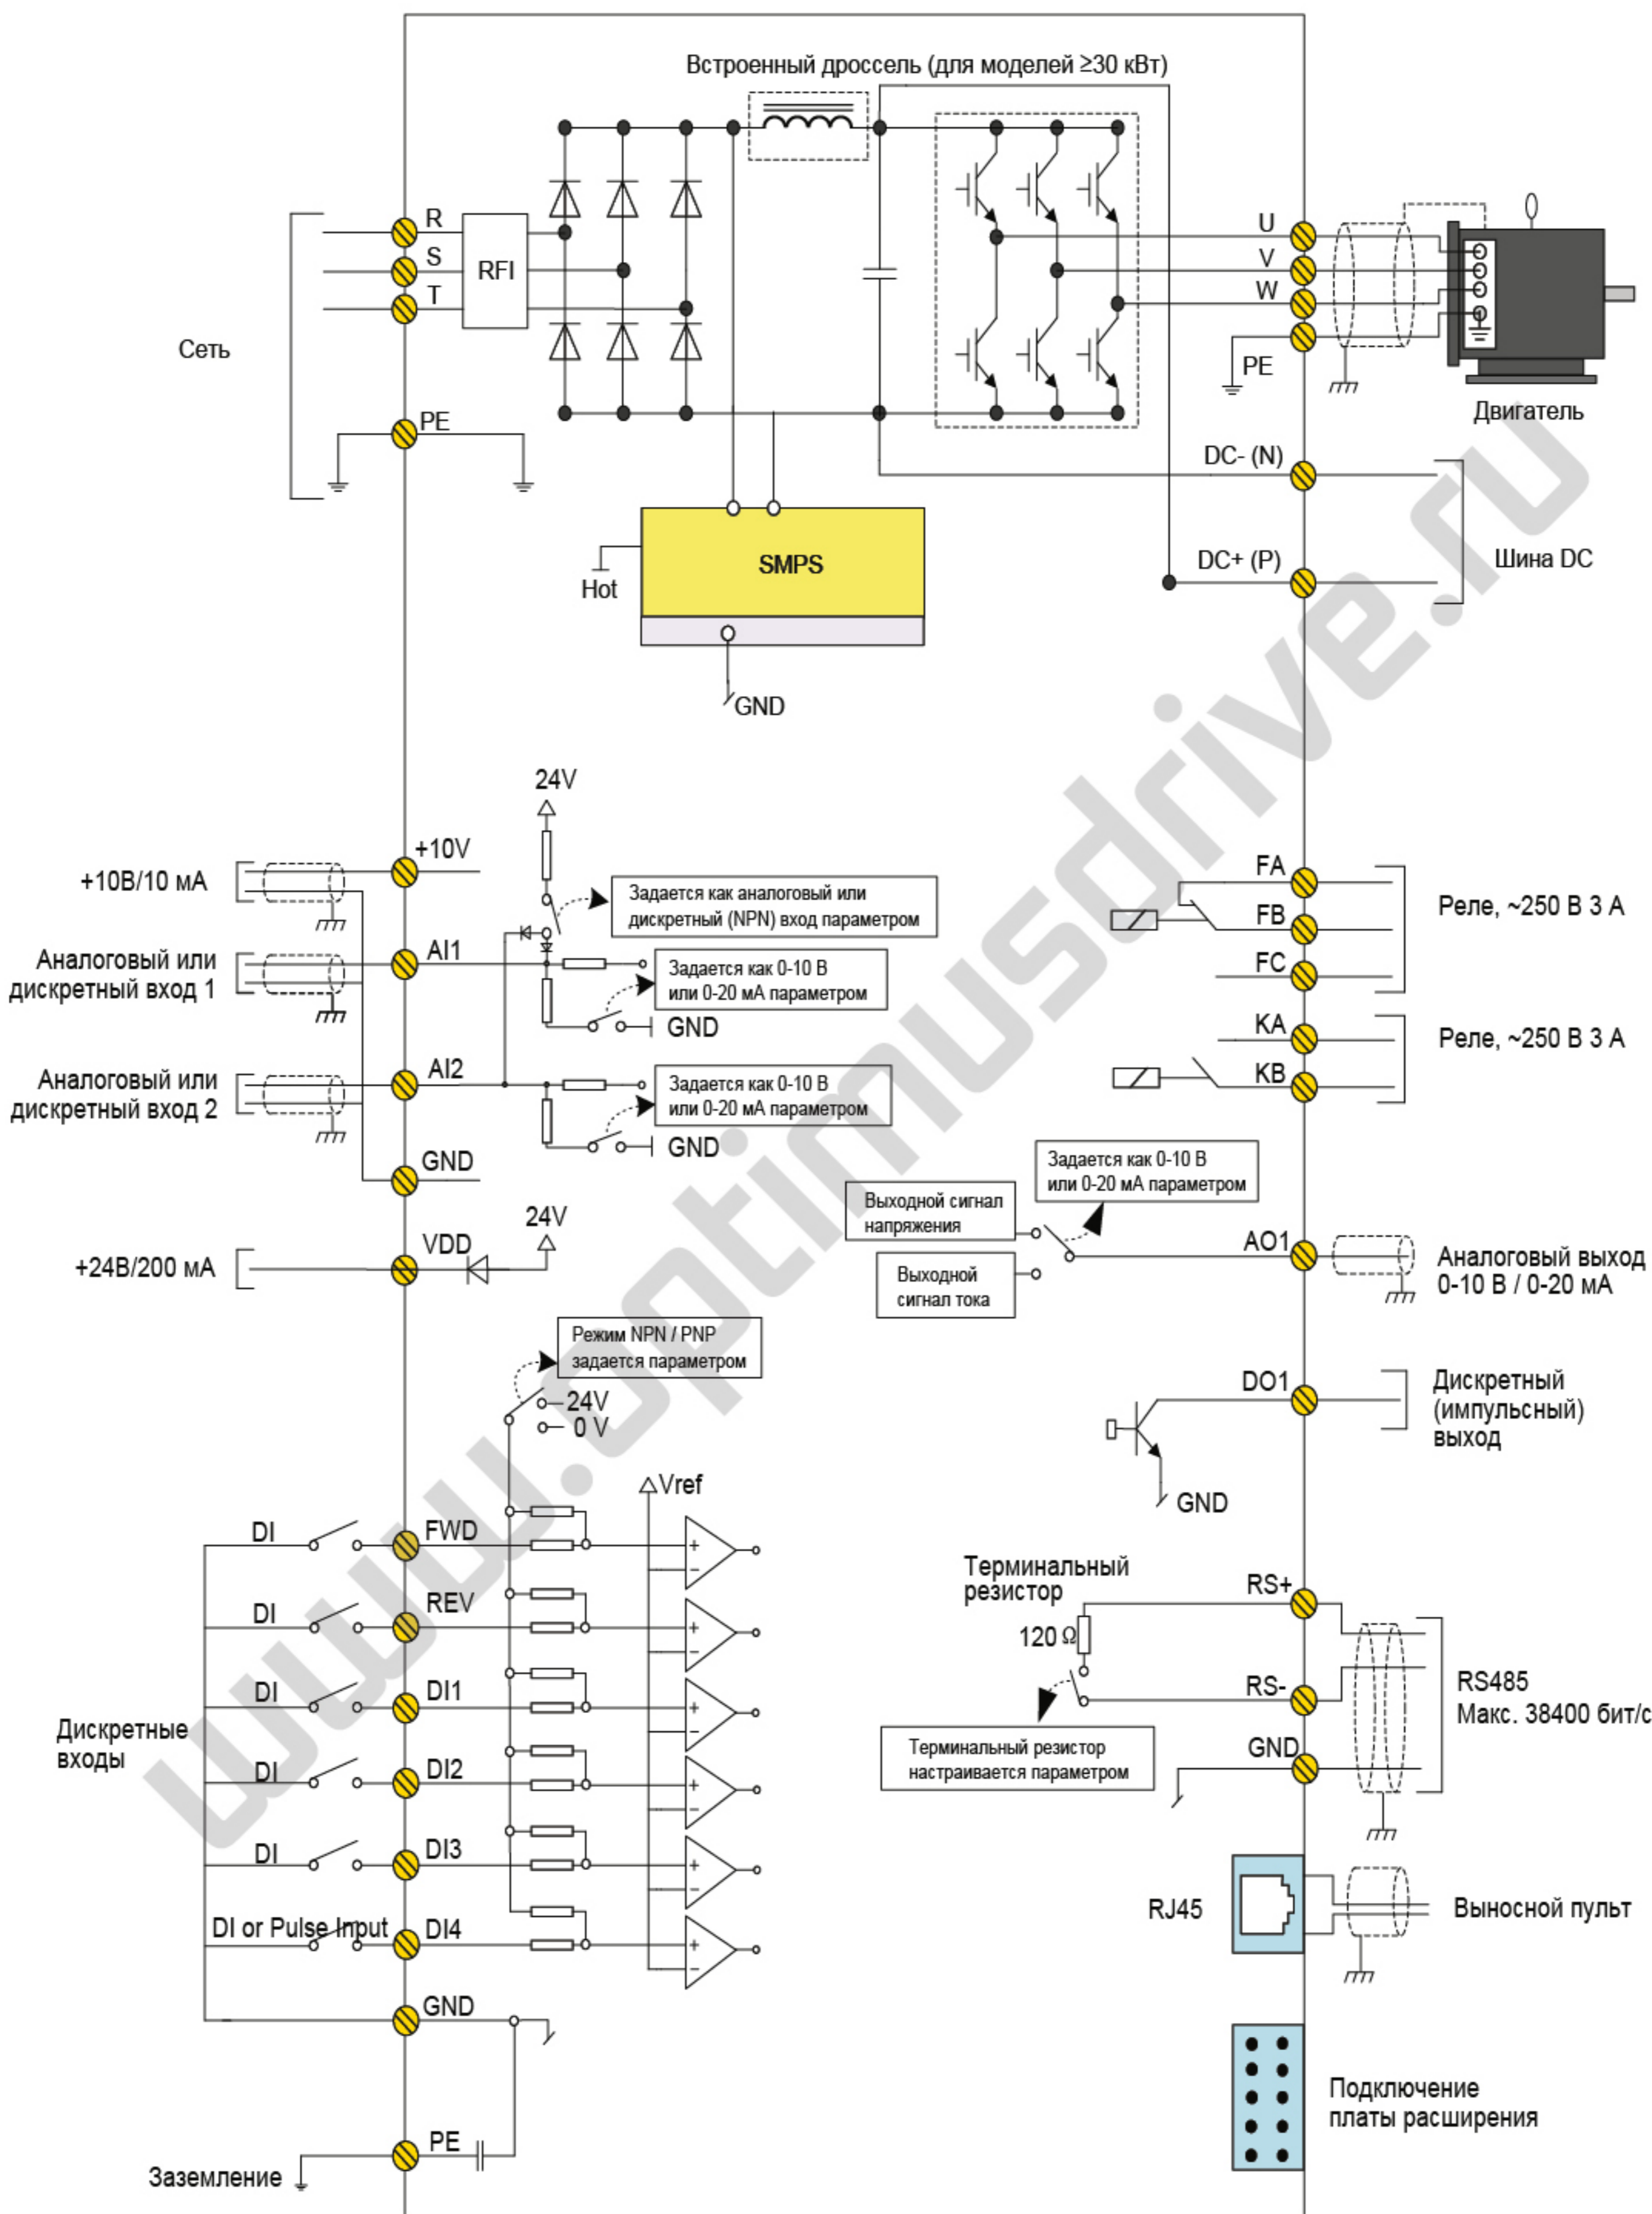 Встроенный дроссель (для моделей ≥30 кВт)
R
S
T
RFI
Сеть
PE
U
V
W
PE
Двигатель
DC- (N)
DC+ (P)
Шина DC
SMPS
Hot
GND
24V
+10V
+10В/10 мА
Задается как аналоговый или
дискретный (NPN) вход параметром
Аналоговый или
дискретный вход 1
AI1
Задается как 0-10 В
или 0-20 мА параметром
GND
Аналоговый или
дискретный вход 2
AI2
Задается как 0-10 В
или 0-20 мА параметром
GND
GND
+24В/200 мА
VDD
24V
Режим NPN / PNP
задается параметром
24V
0 V
Vref
DI
FWD
DI
REV
DI
DI1
Дискретные
входы
DI
DI2
DI
DI3
DI or Pulse Input
DI4
GND
PE
Заземление
FA
FB
FC
Реле, ~250 В 3 А
KA
KB
Реле, ~250 В 3 А
Задается как 0-10 В
или 0-20 мА параметром
Выходной сигнал
напряжения
Выходной
сигнал тока
AO1
Аналоговый выход
0-10 В / 0-20 мА
DO1
Дискретный
(импульсный)
выход
GND
Терминальный
резистор
120 Ω
RS+
RS-
GND
RS485
Макс. 38400 бит/с
Терминальный резистор
настраивается параметром
RJ45
Выносной пульт
Подключение
платы расширения
www.optimusdrive.ru